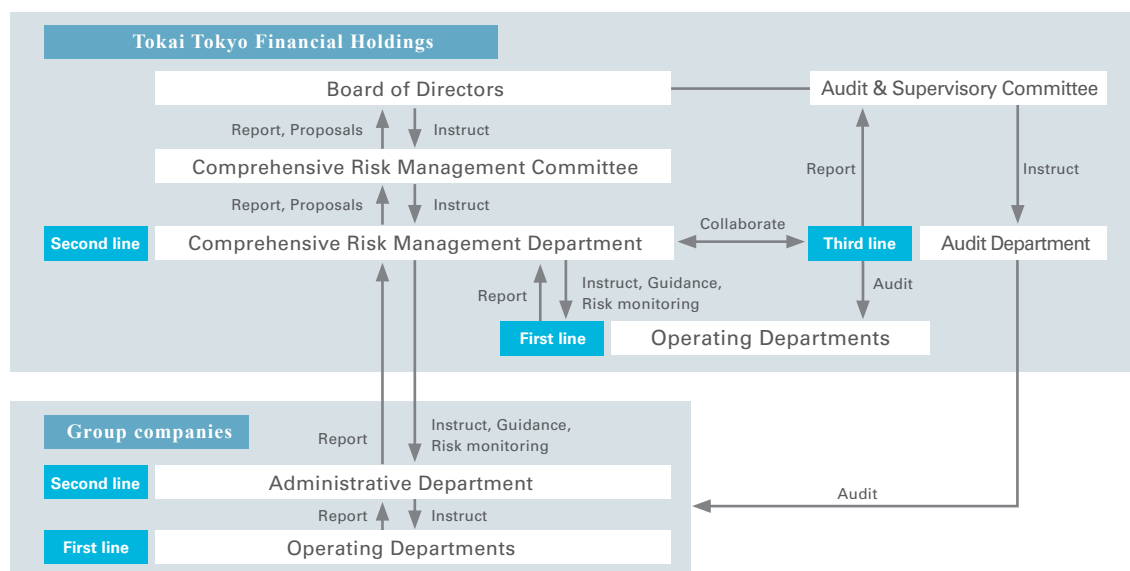 Tokai Tokyo Financial Holdings
Board of Directors
Audit & Supervisory Committee
Report, Proposals
Instruct
Comprehensive Risk Management Committee
Report
Instruct
Report, Proposals
Instruct
Collaborate
Second line
Comprehensive Risk Management Department
Third line
Audit Department
Report
Instruct, Guidance,
Risk monitoring
Audit
First line
Operating Departments
Group companies
Report
Instruct, Guidance,
Risk monitoring
Second line
Administrative Department
Audit
Report
Instruct
First line
Operating Departments